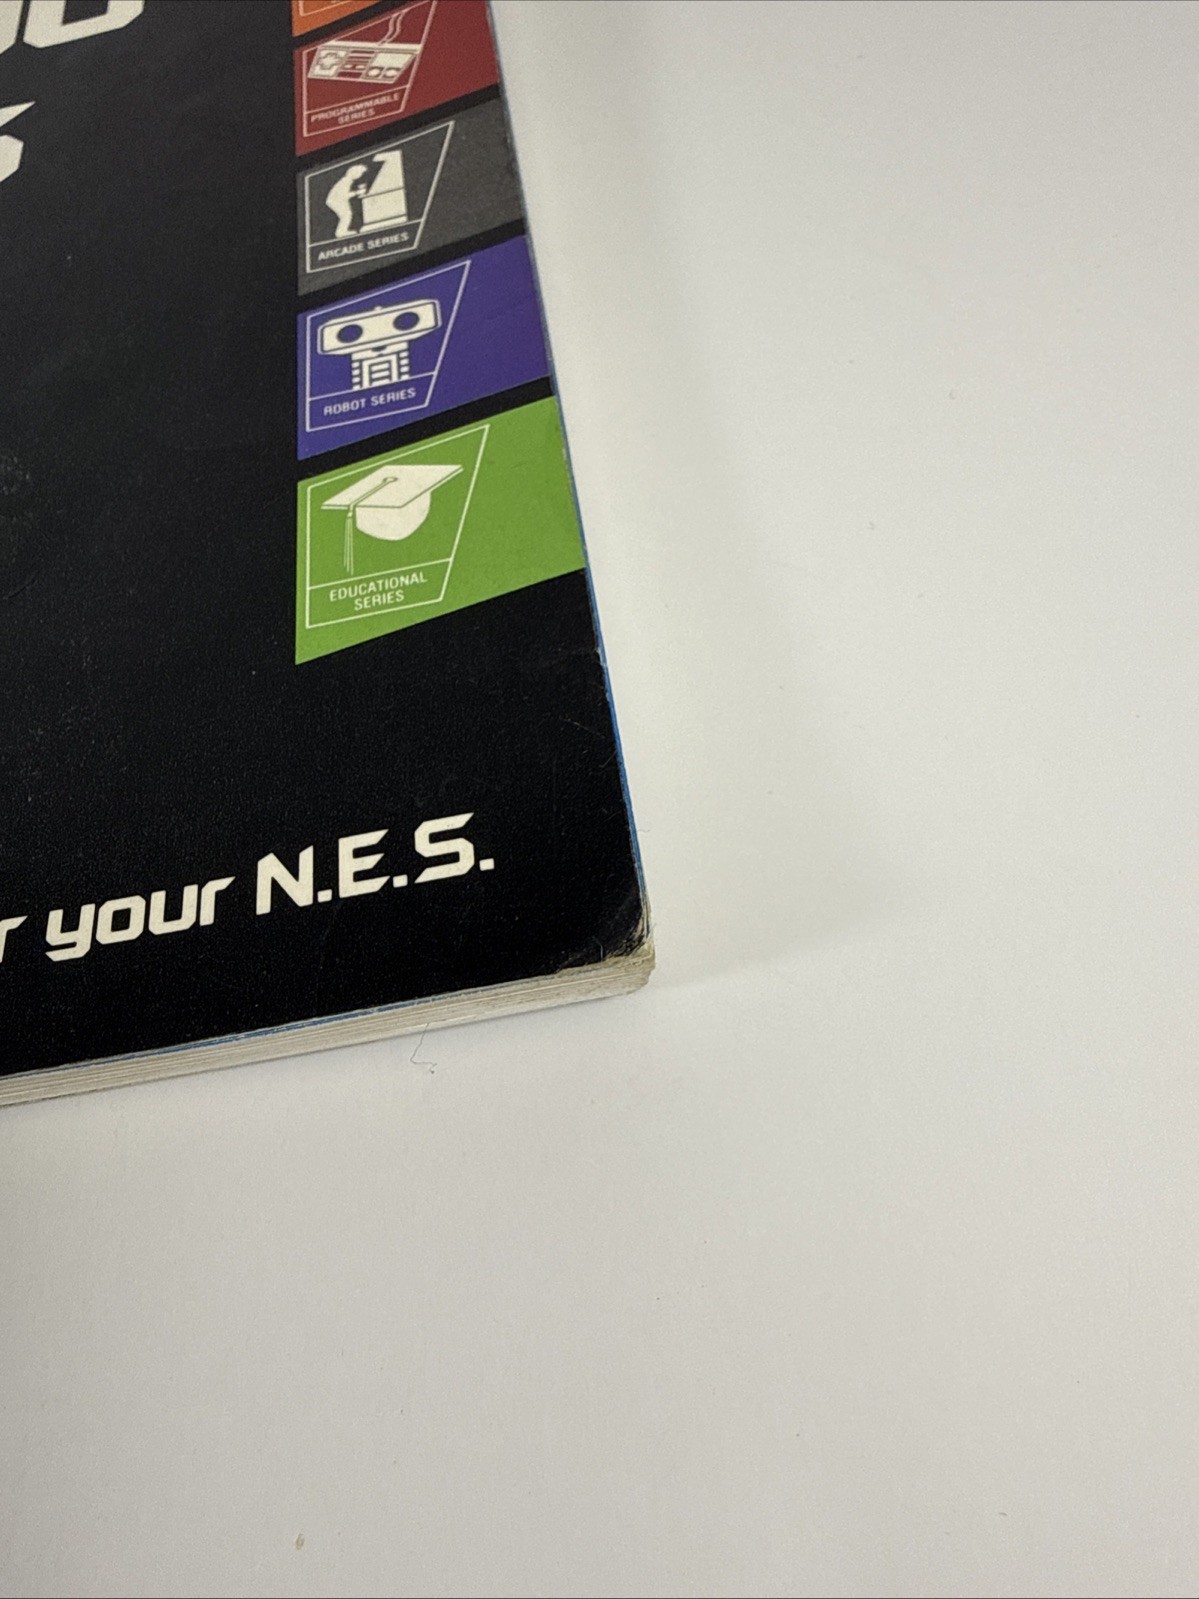 PROGRAMMABLE
SERIES
ARCADE SERIES
ROBOT SERIES
EDUCATIONAL
SERIES
your N.E.S.